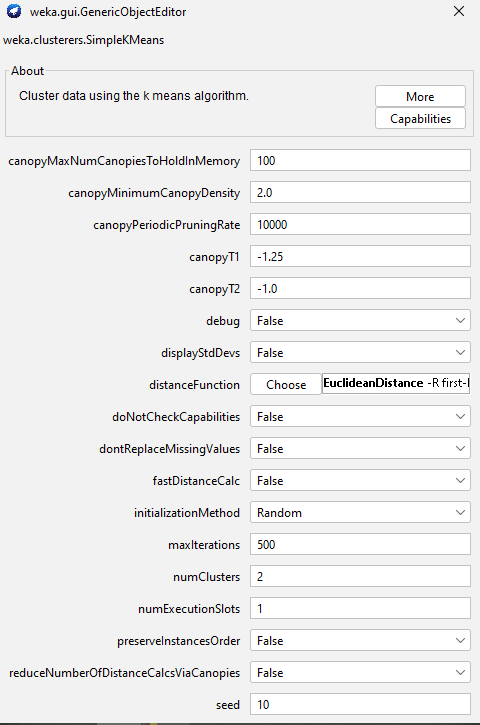 weka.gui.GenericObjectEditor
weka.clusterers.SimpleKMeans
About
Cluster data using the k means algorithm.
More
Capabilities
canopyMaxNumCanopiesToHoldInMemory 100
canopyMinimumCanopyDensity 2.0
canopyPeriodicPruningRate 10000
canopyT1 -1.25
canopyT2 -1.0
debug False
displayStdDevs False
distanceFunction Choose EuclideanDistance -R first-l
doNotCheckCapabilities False
dontReplaceMissingValues False
fastDistanceCalc False
initializationMethod Random
maxIterations 500
numClusters 2
numExecutionSlots 1
preserveInstancesOrder False
reduceNumberOfDistanceCalcsViaCanopies False
seed 10